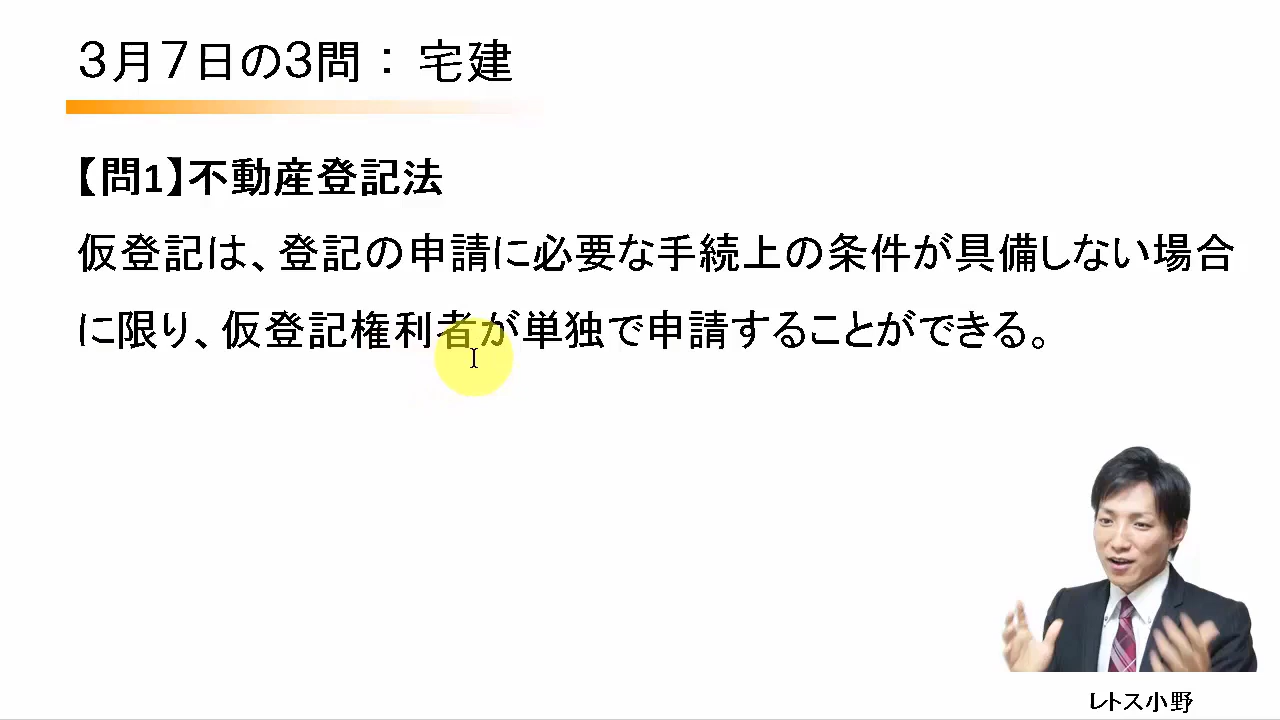 ３月７日の３問：宅建
【問1】不動産登記法
仮登記は、登記の申請に必要な手続上の条件が具備しない場合
に限り、仮登記権利者が単独で申請することができる。
レトス小野